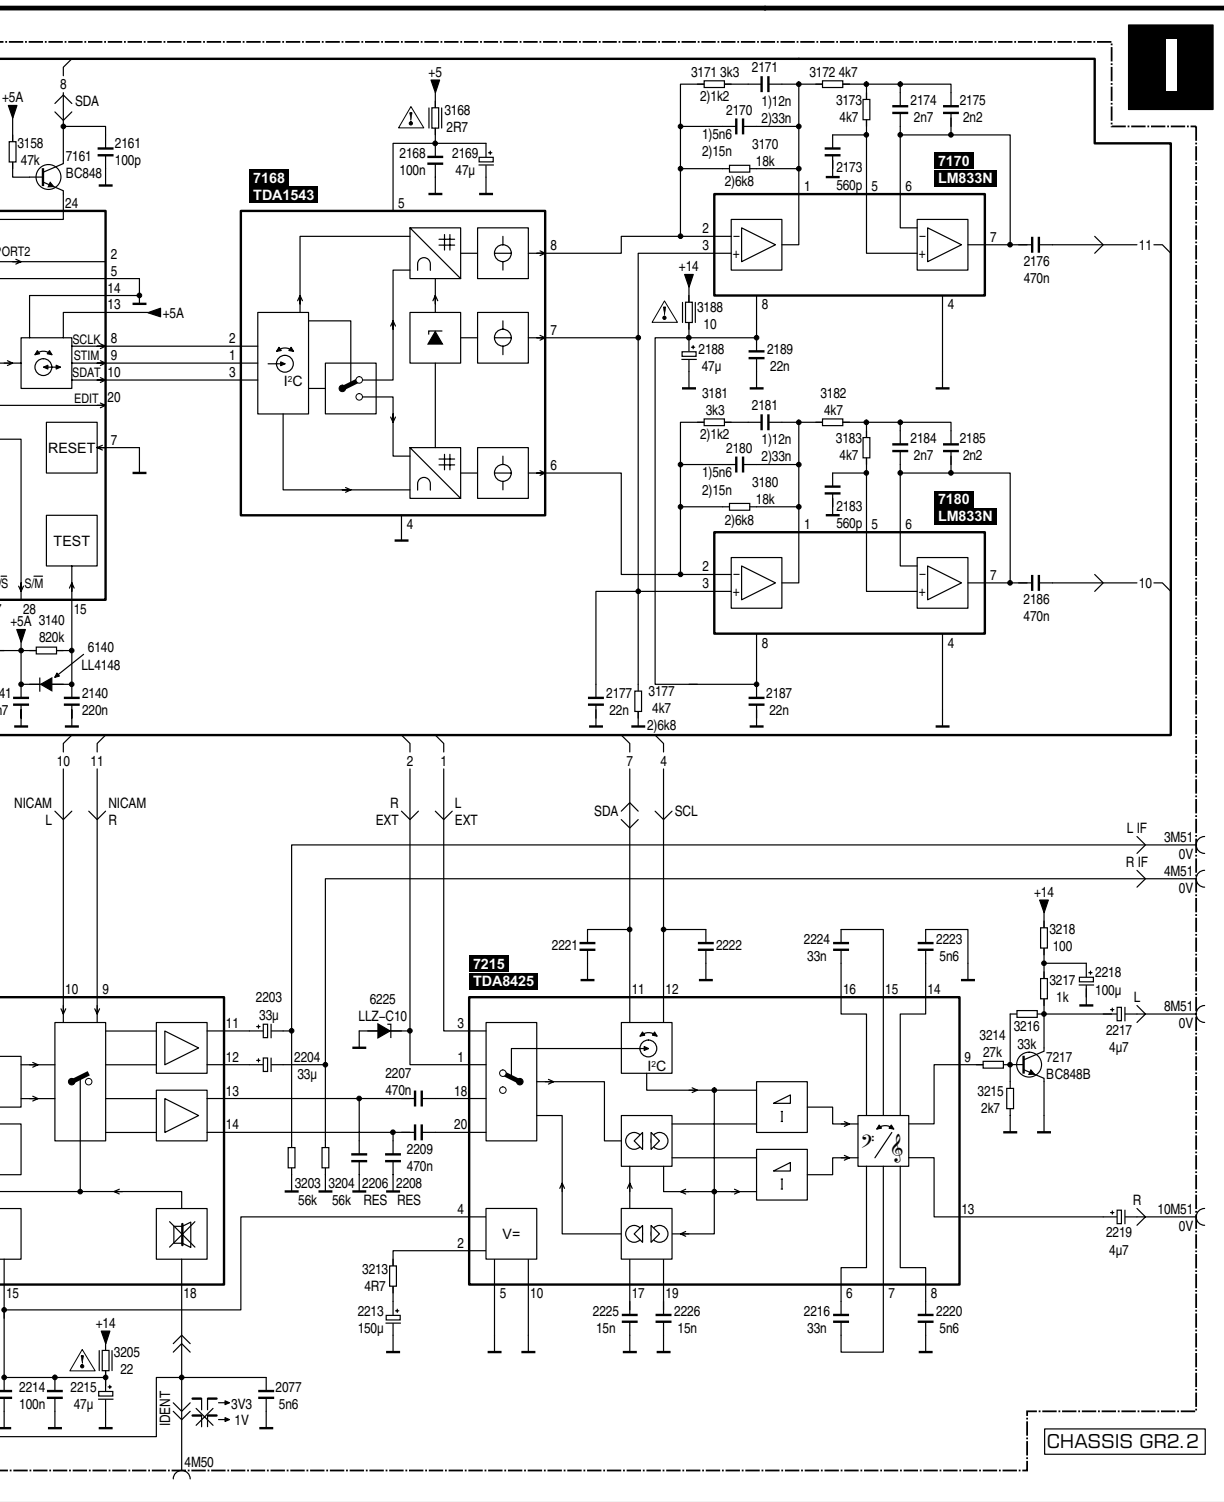 I
8
SDA
+5A
3158
47k
7161
BC848
2161
100p
24
+5
3168
2R7
2168
100n
2169
47µ
+
5
7168
TDA1543
3171 3k3
2)1k2
2171
1)12n
2)33n
2170
1)5n6
2)15n
3170
18k
2)6k8
3172 4k7
3173
4k7
2174
2n7
2175
2n2
2173
560p
7170
LM833N
1
5
6
2
3
7
8
4
2176
470n
11
PORT2
2
5
14
13
+5A
SCLK
8
STIM
9
SDAT
10
EDIT
20
RESET
7
TEST
S/M
28
15
2
1
3
I²C
8
7
6
4
+14
3188
10
2188
47µ
2189
22n
3181
3k3
2)1k2
2181
1)12n
2)33n
2180
1)5n6
2)15n
3180
18k
2)6k8
3182
4k7
3183
4k7
2184
2n7
2185
2n2
2183
560p
7180
LM833N
1
5
6
2
3
7
8
4
2186
470n
10
+5A
3140
820k
6140
LL4148
2140
220n
2177
22n
3177
4k7
2)6k8
2187
22n
10
11
NICAM
L
NICAM
R
2
1
R
EXT
L
EXT
7
4
SDA
SCL
L IF
3M51
0V
R IF
4M51
0V
+14
3218
100
3217
1k
2218
100µ
L
8M51
0V
2217
4µ7
3216
33k
3214
27k
3215
2k7
7217
BC848B
2221
2222
2224
33n
2223
5n6
7215
TDA8425
11
12
16
15
14
10
9
2203
33µ
2204
33µ
6225
LLZ-C10
11
12
13
14
2207
470n
2209
470n
3
1
18
20
I²C
9
3203
56k
3204
56k
2206
RES
2208
RES
4
2
V=
13
R
10M51
0V
2219
4µ7
3213
4R7
2213
150µ
5
10
17
19
6
7
8
2225
15n
2226
15n
2216
33n
2220
5n6
15
18
+14
3205
22
2214
100n
2215
47µ
IDENT
3V3
1V
2077
5n6
4M50
CHASSIS GR2.2